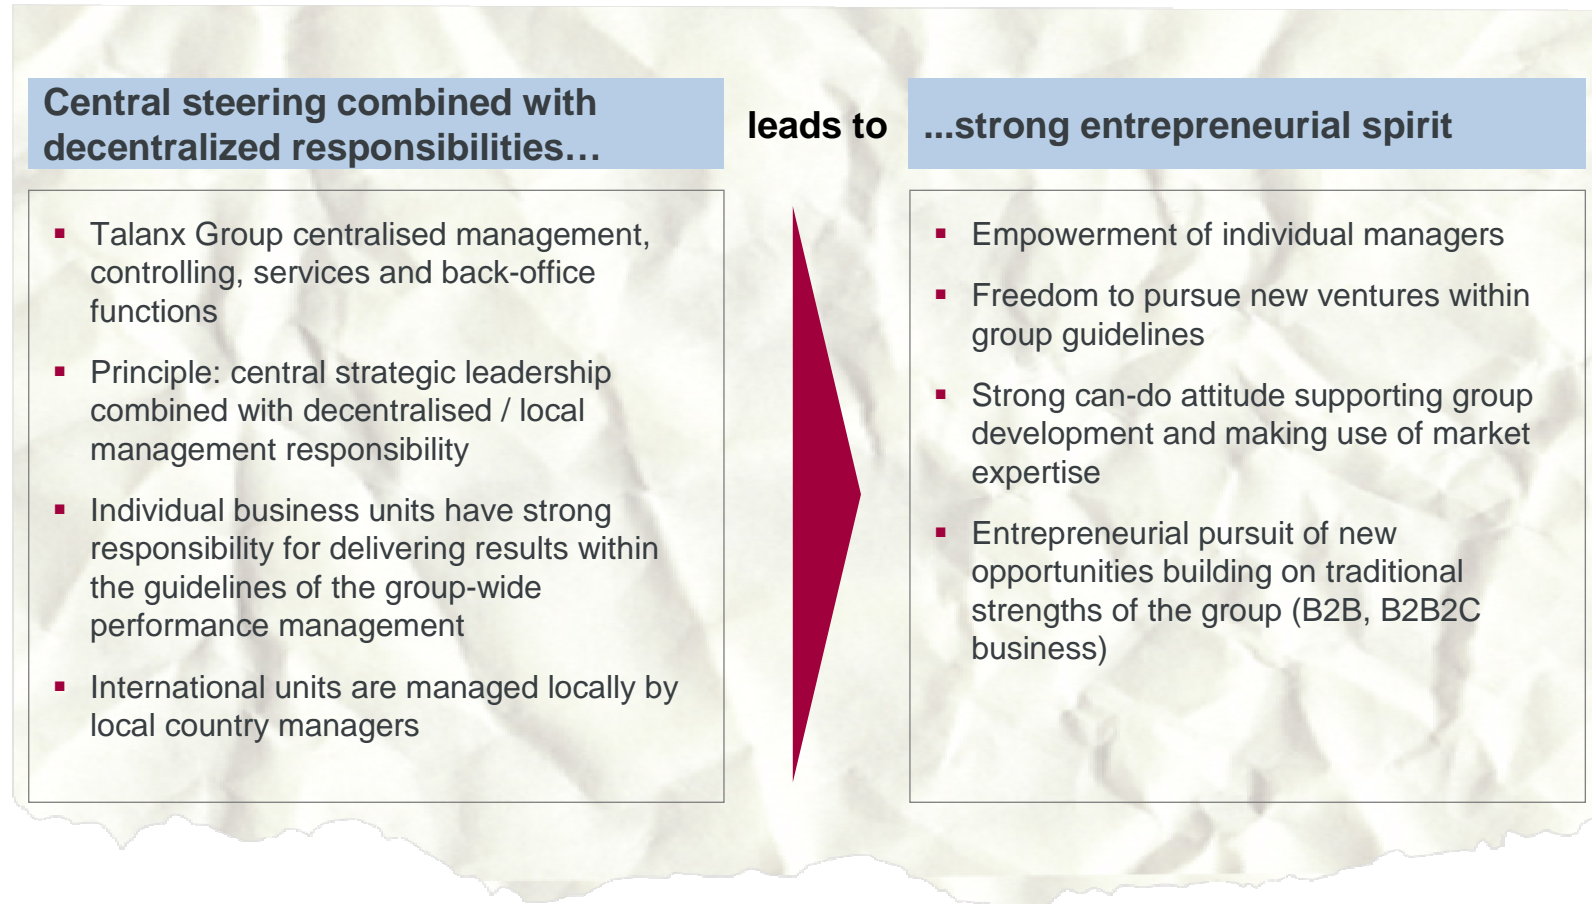 Central steering combined with
decentralized responsibilities…
leads to
...strong entrepreneurial spirit
▪ Talanx Group centralised management,
controlling, services and back-office
functions
▪ Principle: central strategic leadership
combined with decentralised / local
management responsibility
▪ Individual business units have strong
responsibility for delivering results within
the guidelines of the group-wide
performance management
▪ International units are managed locally by
local country managers
▪ Empowerment of individual managers
▪ Freedom to pursue new ventures within
group guidelines
▪ Strong can-do attitude supporting group
development and making use of market
expertise
▪ Entrepreneurial pursuit of new
opportunities building on traditional
strengths of the group (B2B, B2B2C
business)